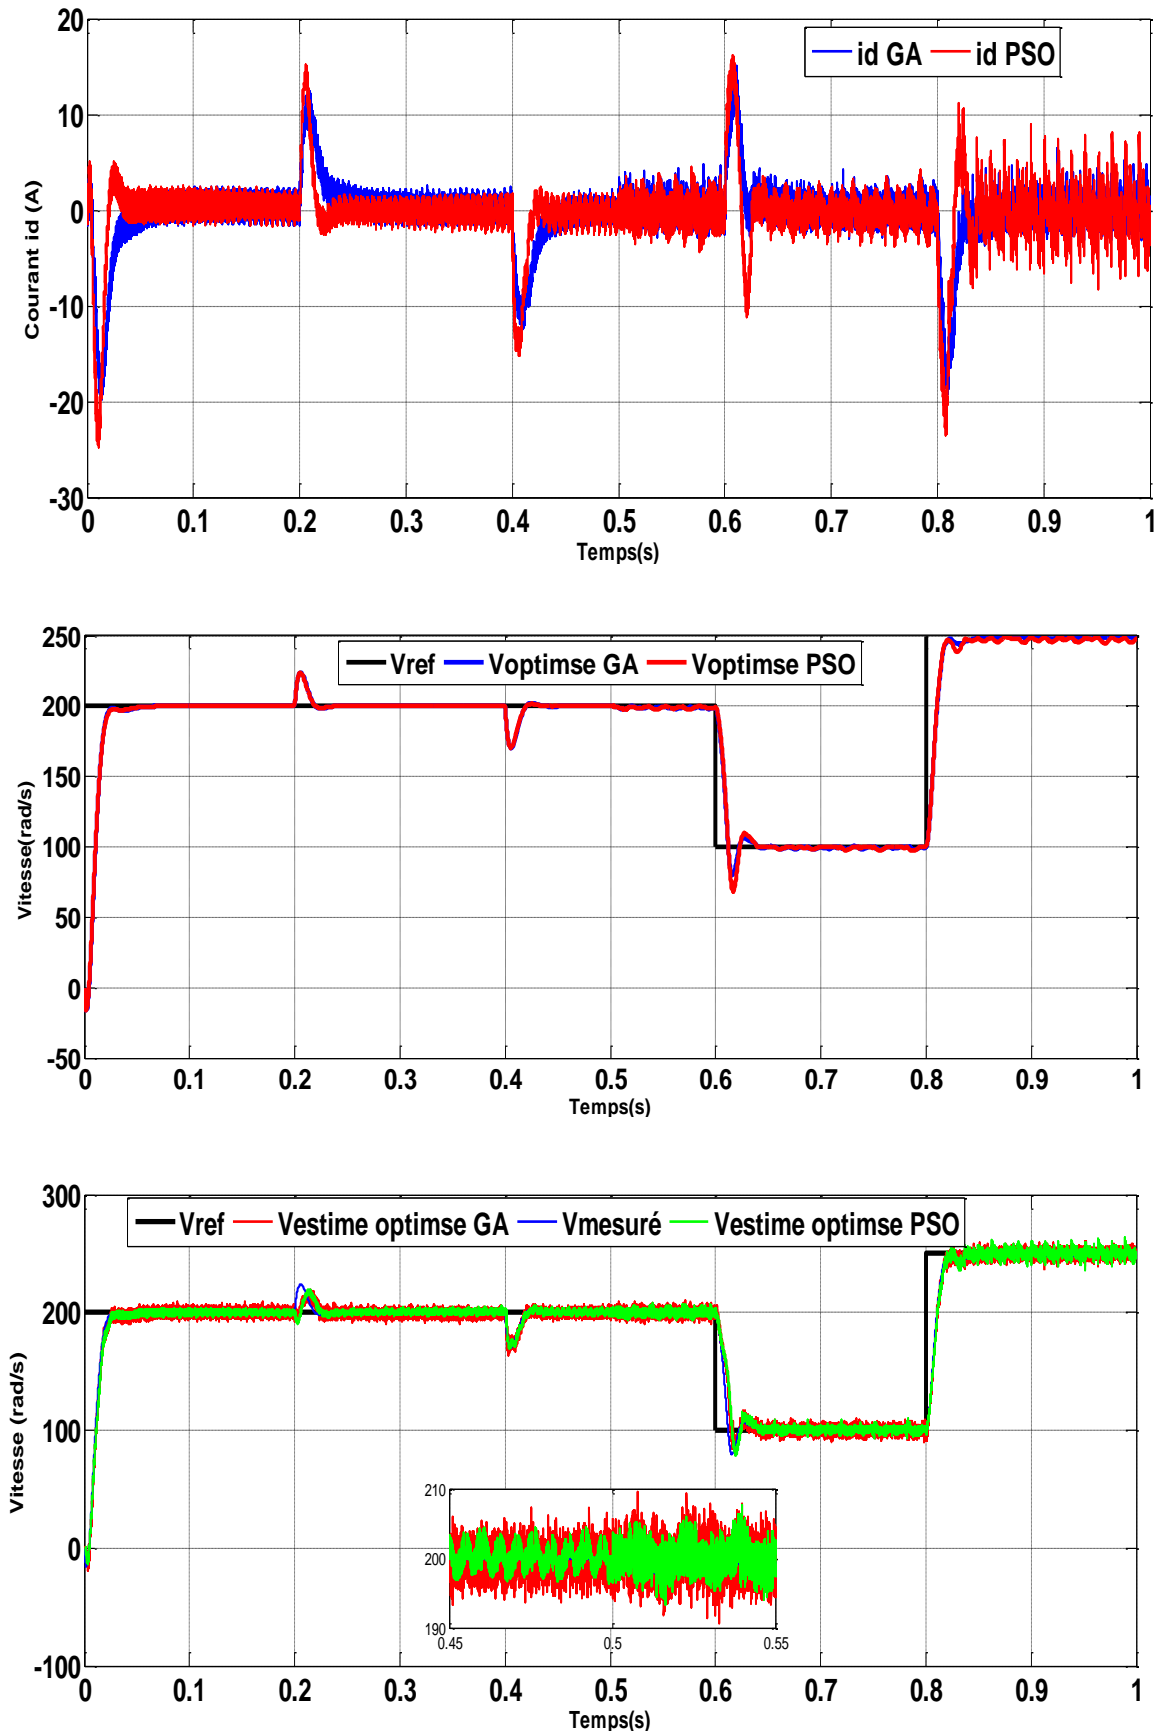 20
id GA id PSO
10
0
-10
-20
-30
Courant id (A)
0 0.1 0.2 0.3 0.4 0.5 0.6 0.7 0.8 0.9 1
Temps(s)
250
Vref Voptimse GA Voptimse PSO
200
150
100
50
0
-50
Vitesse(rad/s)
0 0.1 0.2 0.3 0.4 0.5 0.6 0.7 0.8 0.9 1
Temps(s)
300
Vref Vestime optimse GA Vmesuré Vestime optimse PSO
200
100
0
-100
Vitesse (rad/s)
210
200
190
0.45 0.5 0.55
0 0.1 0.2 0.3 0.4 0.5 0.6 0.7 0.8 0.9 1
Temps(s)